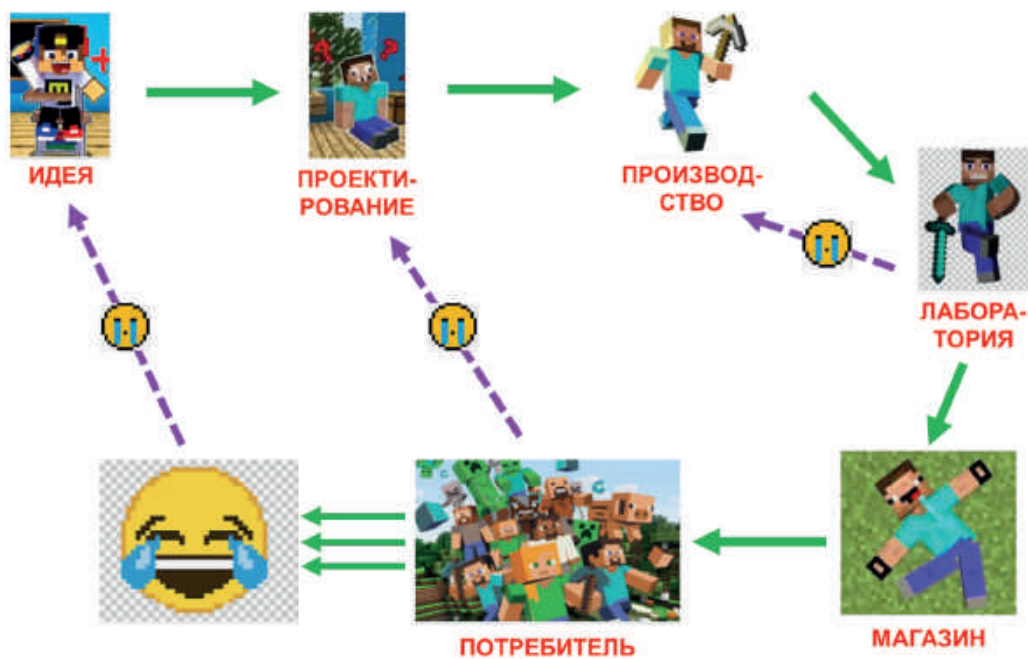 ИДЕЯ
ПРОЕКТИ-
РОВАНИЕ
ПРОИЗВОД-
СТВО
ЛАБОРА-
ТОРИЯ
МАГАЗИН
ПОТРЕБИТЕЛЬ